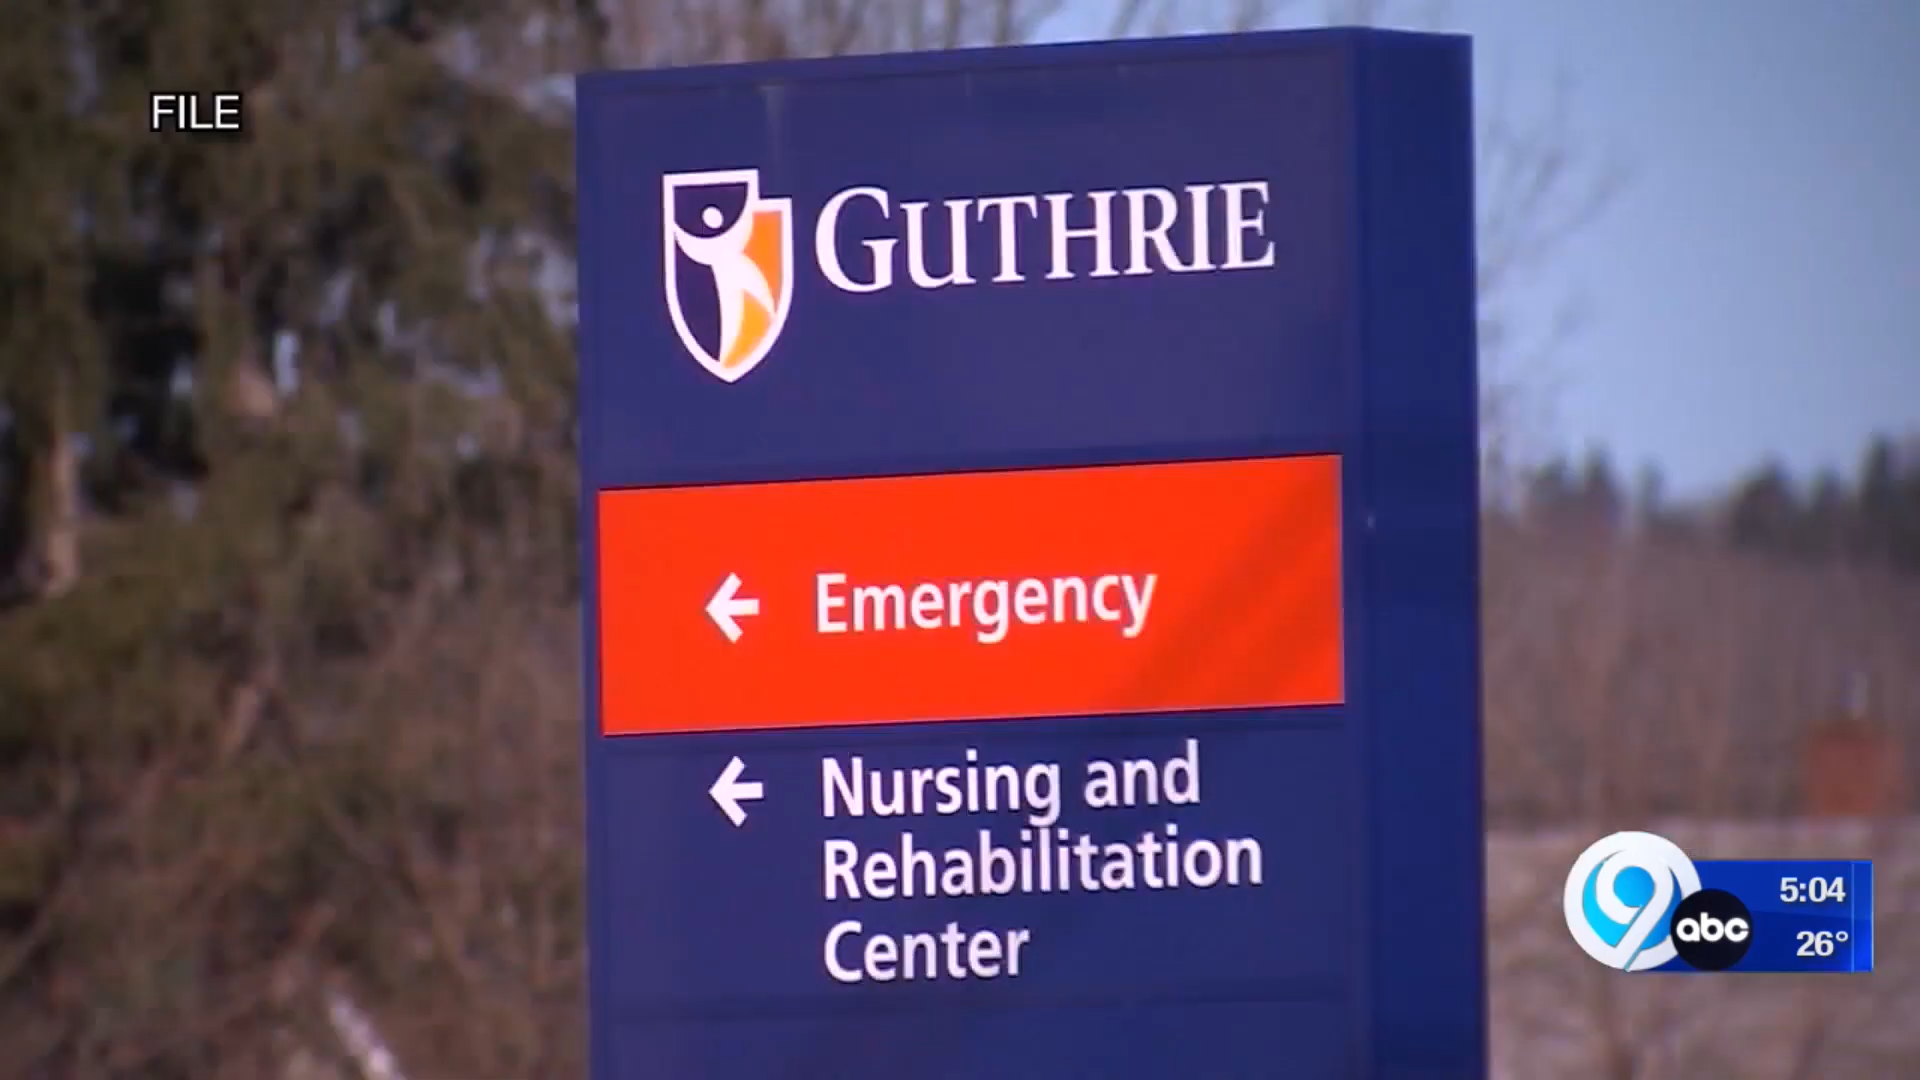 FILE
GUTHRIE
← Emergency
← Nursing and
Rehabilitation
Center
9
abc
5:04
26°